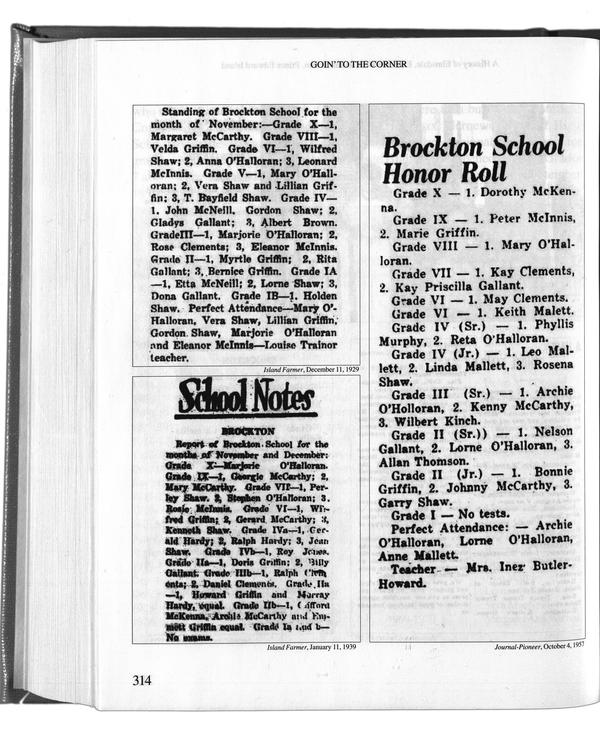 GOIN' TO THE CORNER
Standing of Brockton School for the
month of November:—Grade X—1,
Margaret McCarthy. Grade VIII—1,
Velda Griffin. Grade VI—1, Wilfred
Shaw; 2, Anna O'Halloran; 3, Leonard
McInnis. Grade V—1, Mary O'Hall-
oran; 2, Vera Shaw and Lillian Grif-
fin; 3, T. Bayfield Shaw. Grade IV—
1. John McNeill, Gordon Shaw; 2,
Gladys Gallant; 3, Albert Brown.
GradeIII—1, Marjorie O'Halloran; 2,
Rose Clements; 3, Eleanor McInnis.
Grade II—1, Myrtle Griffin; 2, Rita
Gallant; 3, Bernice Griffin. Grade IA
—1, Etta McNeill; 2, Lorne Shaw; 3,
Dona Gallant. Grade IB—1. Holden
Shaw. Perfect Attendance—Mary O'-
Halloran, Vera Shaw, Lillian Griffin,
Gordon Shaw, Marjorie O'Halloran
and Eleanor McInnis—Louise Trainor
teacher.
Island Farmer, December 11, 1929
School Notes
BROCKTON
Report of Brockton School for the
months of November and December:
Grade X—Marjorie O'Halloran.
Grade IX—1, Georgie McCarthy; 2,
Mary McCarthy. Grade VII—1, Per-
ley Shaw. 2, Stephen O'Halloran; 3.
Rosie McInnis. Grade VI—1, Wil-
fred Griffin; 2, Gerard McCarthy; 3,
Kenneth Shaw. Grade IVa—1, Ger-
ald Hardy; 2, Ralph Hardy; 3, Jean
Shaw. Grade IVb—1, Roy Jones.
Grade IIa—1, Doris Griffin; 2, Billy
Gallant. Grade IIIb—1, Ralph Clem
ents; 2, Daniel Clements. Grade IIa
—1, Howard Griffin and Murray
Hardy, equal. Grade IIb—1, Clifford
McKenna, Archie McCarthy and Em-
mett Griffin equal. Grade Ia and b—
No exams.
Island Farmer, January 11, 1939
Brockton School
Honor Roll
Grade X — 1. Dorothy McKen-
na.
Grade IX — 1. Peter McInnis,
2. Marie Griffin.
Grade VIII — 1. Mary O'Hal-
loran.
Grade VII — 1. Kay Clements,
2. Kay Priscilla Gallant.
Grade VI — 1. May Clements.
Grade VI — 1. Keith Malett.
Grade IV (Sr.) — 1. Phyllis
Murphy, 2. Reta O'Halloran.
Grade IV (Jr.) — 1. Leo Mal-
lett, 2. Linda Mallett, 3. Rosena
Shaw.
Grade III (Sr.) — 1. Archie
O'Holloran, 2. Kenny McCarthy,
3. Wilbert Kinch.
Grade II (Sr.)) — 1. Nelson
Gallant, 2. Lorne O'Halloran, 3.
Allan Thomson.
Grade II (Jr.) — 1. Bonnie
Griffin, 2. Johnny McCarthy, 3.
Garry Shaw.
Grade I — No tests.
Perfect Attendance: — Archie
O'Halloran, Lorne O'Halloran,
Anne Mallett.
Teacher — Mrs. Inez Butler-
Howard.
Journal-Pioneer, October 4, 1957
314